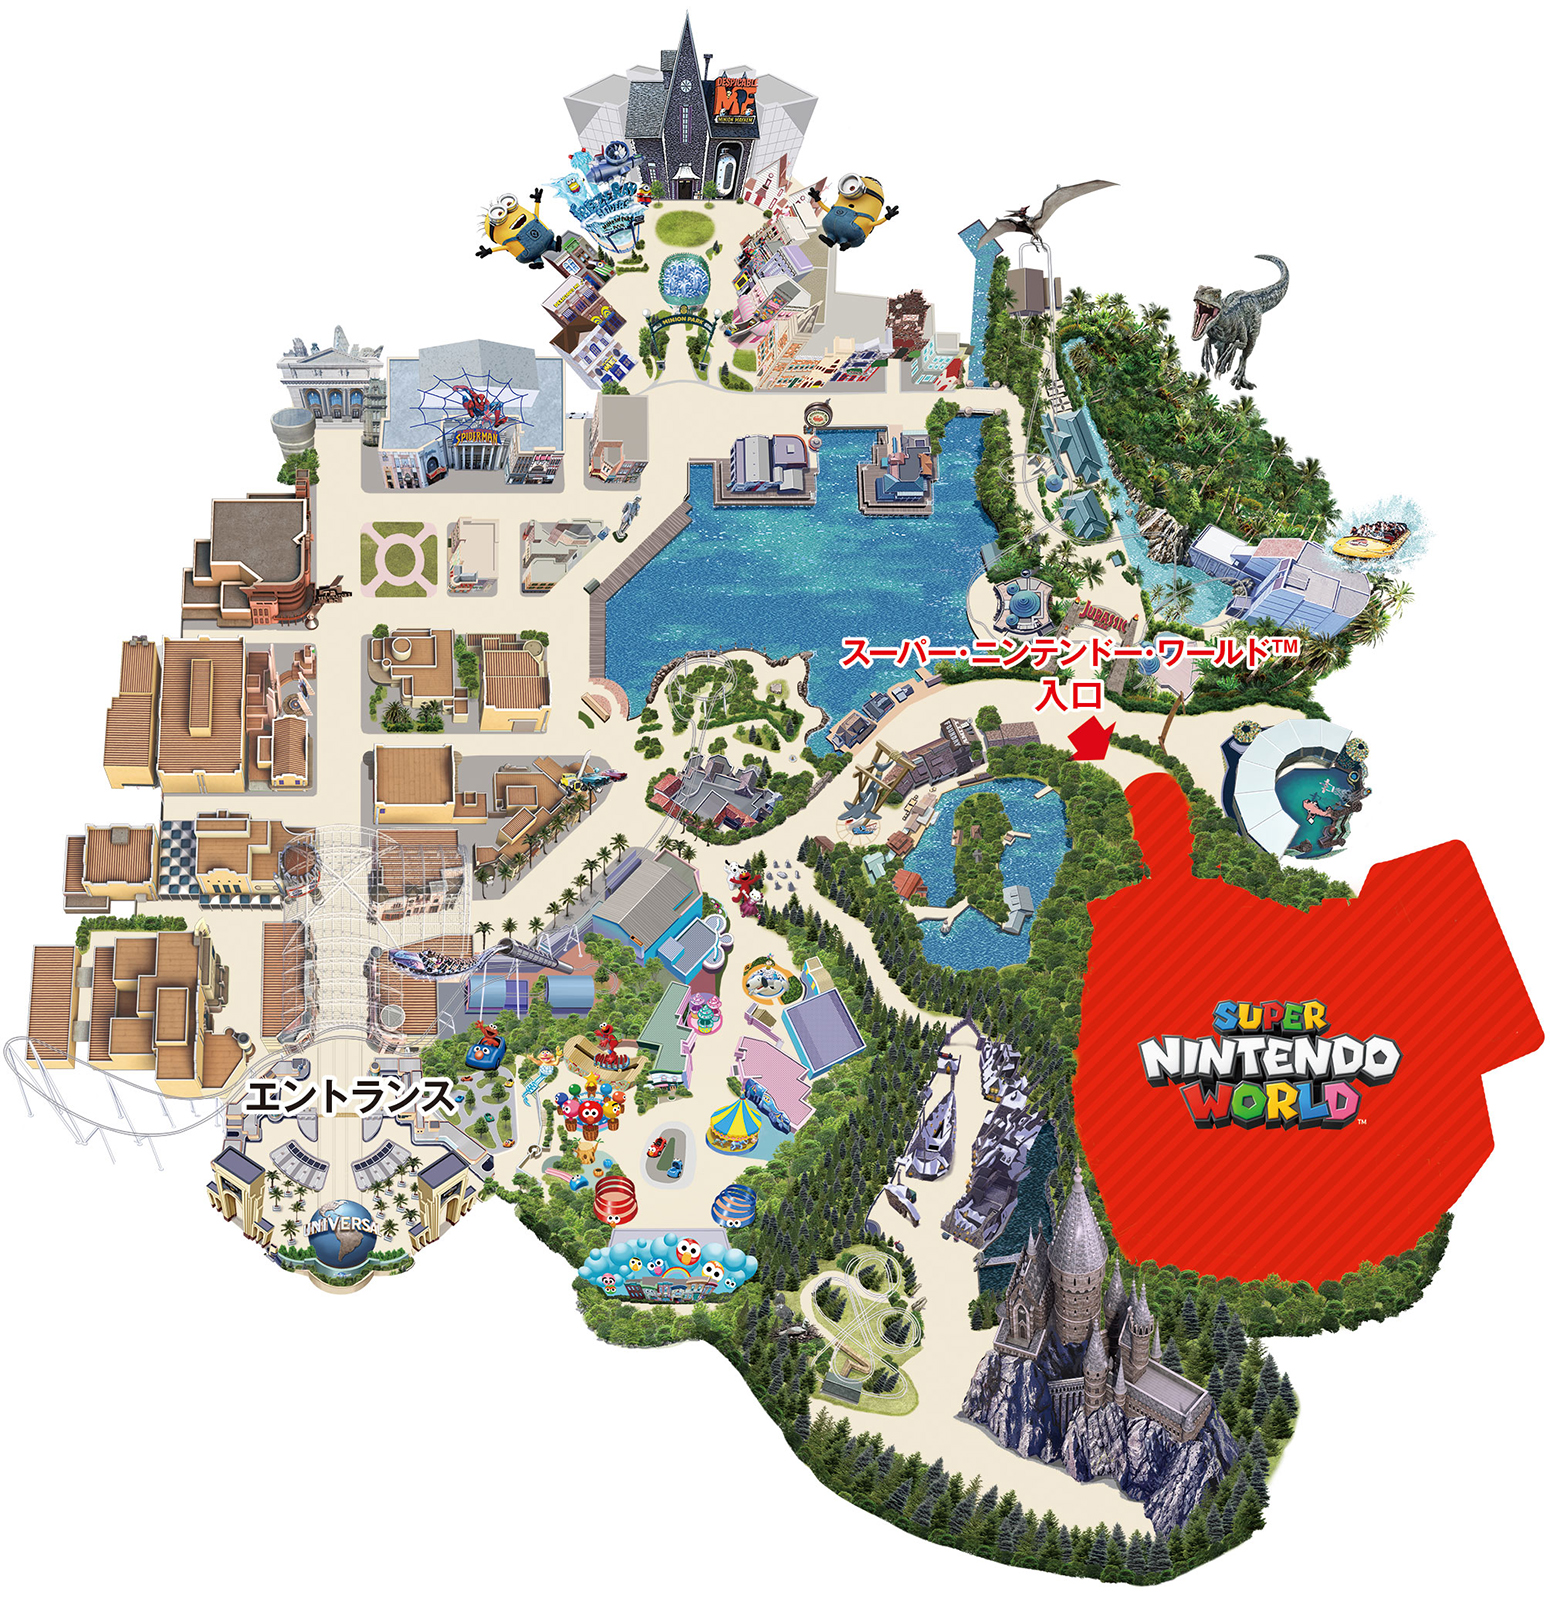 DESPICABLE
ME
MINION MAYHEM
MINION PARK
SPIDERMAN
JURASSIC
スーパー・ニンテンドー・ワールド™
入口
SUPER
NINTENDO
WORLD™
エントランス
UNIVERSA